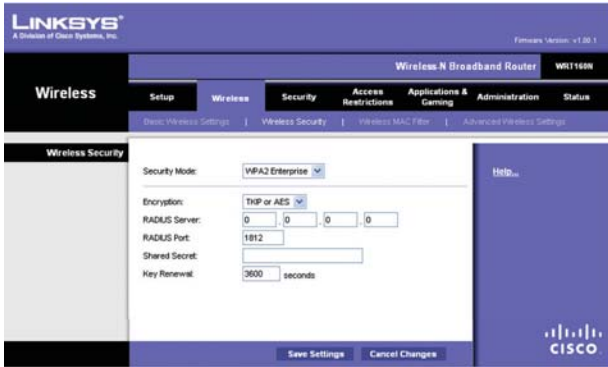 LINKSYS®
A Division of Cisco Systems, Inc.
Firmware Version: v1.00.1
Wireless-N Broadband Router WRT160N
Wireless
Setup Wireless Security Access Restrictions Applications & Gaming Administration Status
Basic Wireless Settings | Wireless Security | Wireless MAC Filter | Advanced Wireless Settings
Wireless Security
Security Mode: WPA2 Enterprise
Help...
Encryption: TKIP or AES
RADIUS Server: 0 . 0 . 0 . 0
RADIUS Port: 1812
Shared Secret:
Key Renewal: 3600 seconds
Save Settings Cancel Changes
CISCO